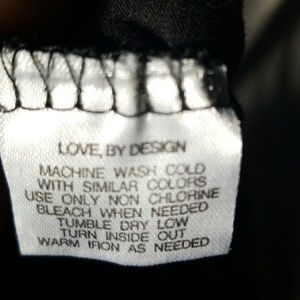 LOVE, BY DESIGN
MACHINE WASH COLD
WITH SIMILAR COLORS
USE ONLY NON CHLORINE
BLEACH WHEN NEEDED
TUMBLE DRY LOW
TURN INSIDE OUT
WARM IRON AS NEEDED